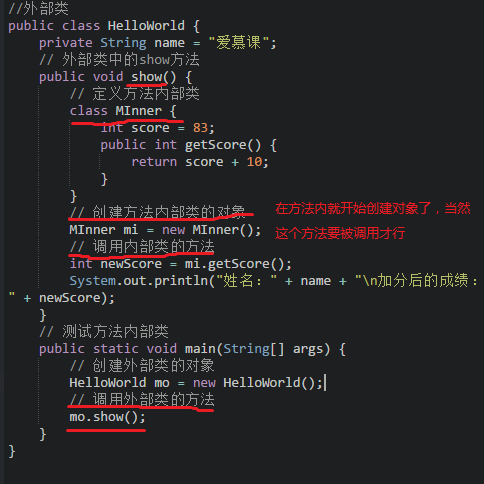 //外部类
public class HelloWorld {
private String name = "爱慕课";
// 外部类中的show方法
public void show() {
// 定义方法内部类
class MInner {
int score = 83;
public int getScore() {
return score + 10;
}
}
// 创建方法内部类的对象
在方法内就开始创建对象了，当然
MInner mi = new MInner();
这个方法要被调用才行
// 调用内部类的方法
int newScore = mi.getScore();
System.out.println("姓名：" + name + "\n加分后的成绩：
" + newScore);
}
// 测试方法内部类
public static void main(String[] args) {
// 创建外部类的对象
HelloWorld mo = new HelloWorld();
// 调用外部类的方法
mo.show();
}
}